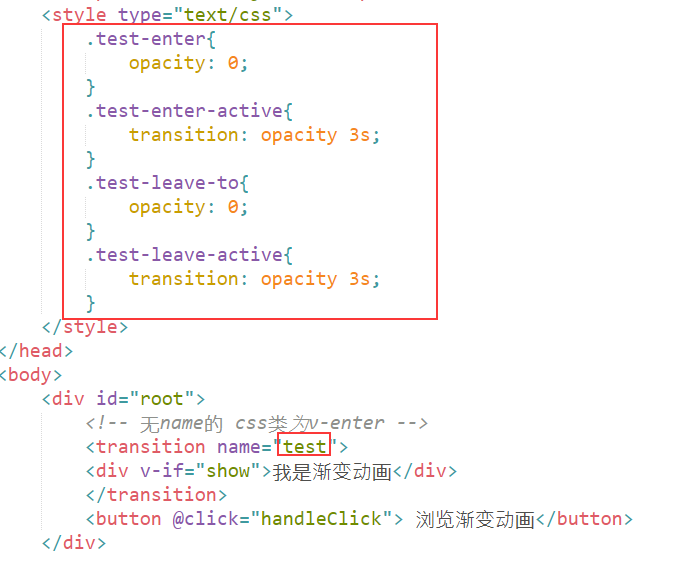 <style type="text/css">
.test-enter{
opacity: 0;
}
.test-enter-active{
transition: opacity 3s;
}
.test-leave-to{
opacity: 0;
}
.test-leave-active{
transition: opacity 3s;
}
</style>
</head>
<body>
<div id="root">
<!-- 无name的 css类为v-enter -->
<transition name="test">
<div v-if="show">我是渐变动画</div>
</transition>
<button @click="handleClick"> 浏览渐变动画</button>
</div>